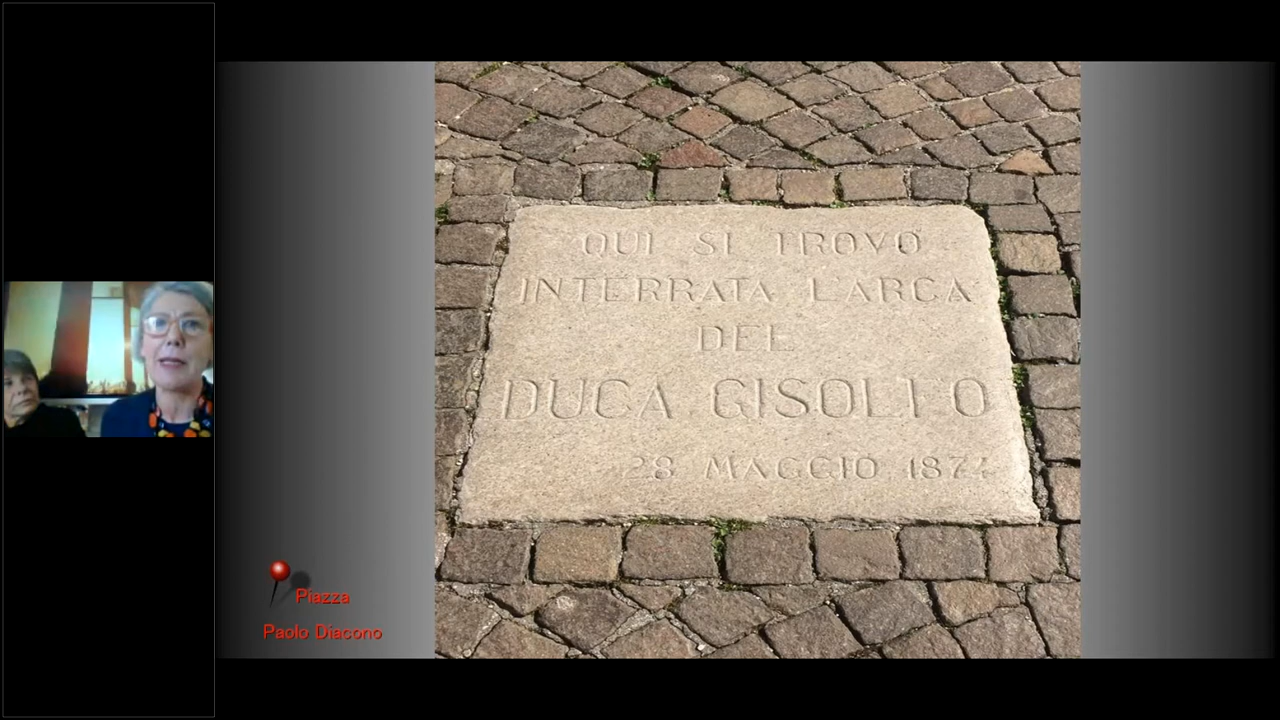 QUI SI TROVÒ
INTERRATA L'ARCA
DEL
DUCA GISOLFO
28 MAGGIO 1874
Piazza
Paolo Diacono